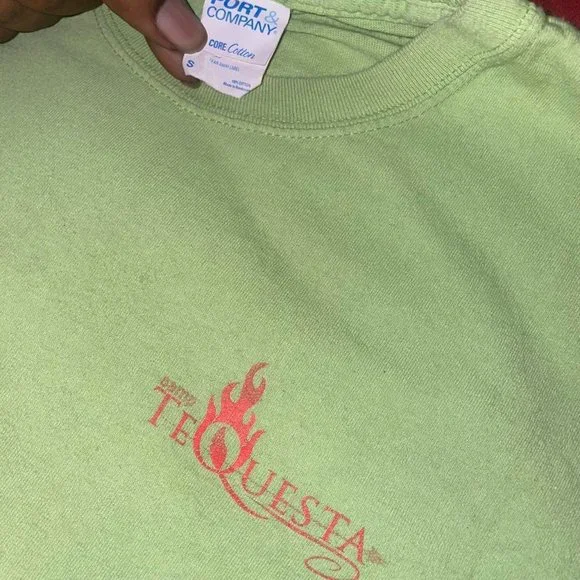 PORT &
COMPANY
CORE Cotton
S
camp
TEQUESTA